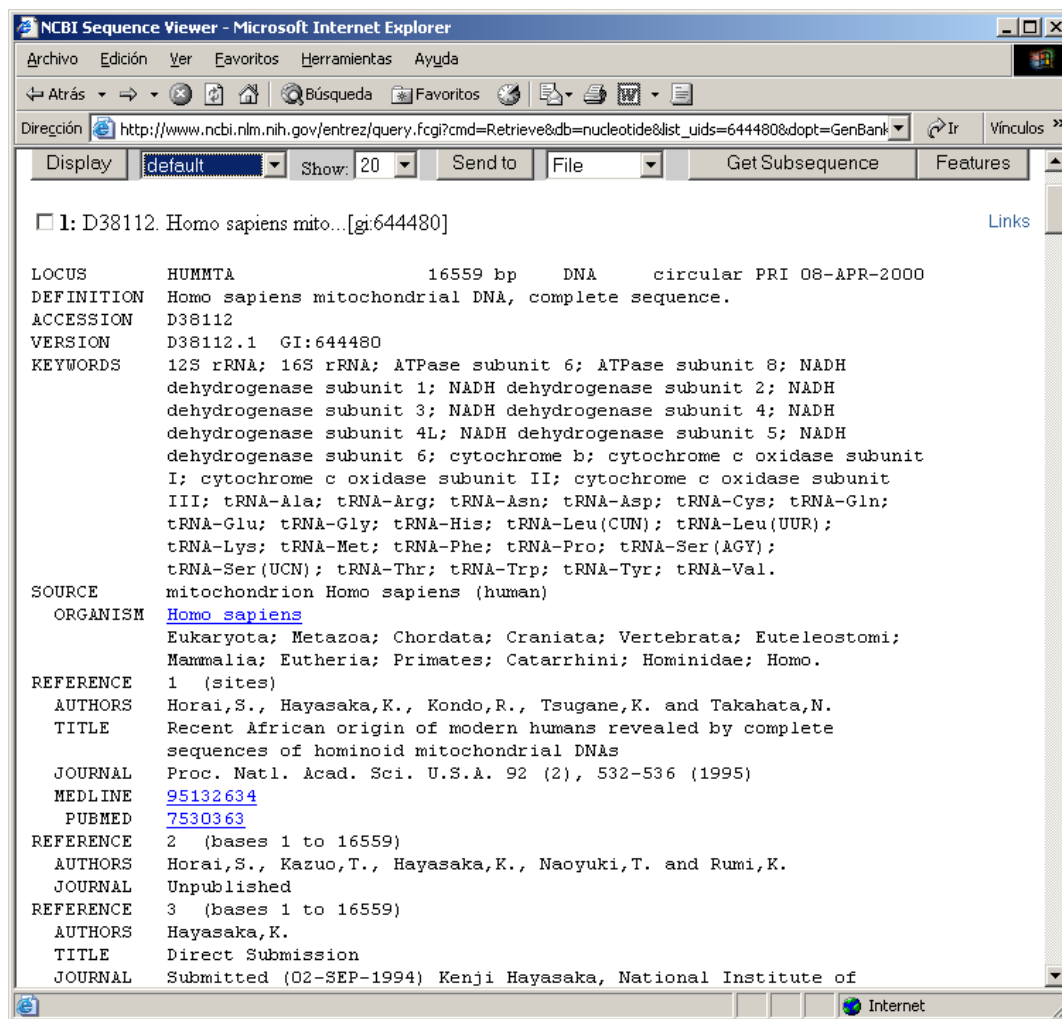 NCBI Sequence Viewer - Microsoft Internet Explorer
Archivo Edición Ver Favoritos Herramientas Ayuda
Atrás Búsqueda Favoritos
Dirección http://www.ncbi.nlm.nih.gov/entrez/query.fcgi?cmd=Retrieve&db=nucleotide&list_uids=644480&dopt=GenBank Ir Vínculos »
Display default Show: 20 Send to File Get Subsequence Features
1: D38112. Homo sapiens mito...[gi:644480] Links
LOCUS HUMMTA 16559 bp DNA circular PRI 08-APR-2000
DEFINITION Homo sapiens mitochondrial DNA, complete sequence.
ACCESSION D38112
VERSION D38112.1 GI:644480
KEYWORDS 12S rRNA; 16S rRNA; ATPase subunit 6; ATPase subunit 8; NADH
dehydrogenase subunit 1; NADH dehydrogenase subunit 2; NADH
dehydrogenase subunit 3; NADH dehydrogenase subunit 4; NADH
dehydrogenase subunit 4L; NADH dehydrogenase subunit 5; NADH
dehydrogenase subunit 6; cytochrome b; cytochrome c oxidase subunit
I; cytochrome c oxidase subunit II; cytochrome c oxidase subunit
III; tRNA-Ala; tRNA-Arg; tRNA-Asn; tRNA-Asp; tRNA-Cys; tRNA-Gln;
tRNA-Glu; tRNA-Gly; tRNA-His; tRNA-Leu(CUN); tRNA-Leu(UUR);
tRNA-Lys; tRNA-Met; tRNA-Phe; tRNA-Pro; tRNA-Ser(AGY);
tRNA-Ser(UCN); tRNA-Thr; tRNA-Trp; tRNA-Tyr; tRNA-Val.
SOURCE mitochondrion Homo sapiens (human)
ORGANISM Homo sapiens
Eukaryota; Metazoa; Chordata; Craniata; Vertebrata; Euteleostomi;
Mammalia; Eutheria; Primates; Catarrhini; Hominidae; Homo.
REFERENCE 1 (sites)
AUTHORS Horai,S., Hayasaka,K., Kondo,R., Tsugane,K. and Takahata,N.
TITLE Recent African origin of modern humans revealed by complete
sequences of hominoid mitochondrial DNAs
JOURNAL Proc. Natl. Acad. Sci. U.S.A. 92 (2), 532-536 (1995)
MEDLINE 95132634
PUBMED 7530363
REFERENCE 2 (bases 1 to 16559)
AUTHORS Horai,S., Kazuo,T., Hayasaka,K., Naoyuki,T. and Rumi,K.
JOURNAL Unpublished
REFERENCE 3 (bases 1 to 16559)
AUTHORS Hayasaka,K.
TITLE Direct Submission
JOURNAL Submitted (02-SEP-1994) Kenji Hayasaka, National Institute of
Internet